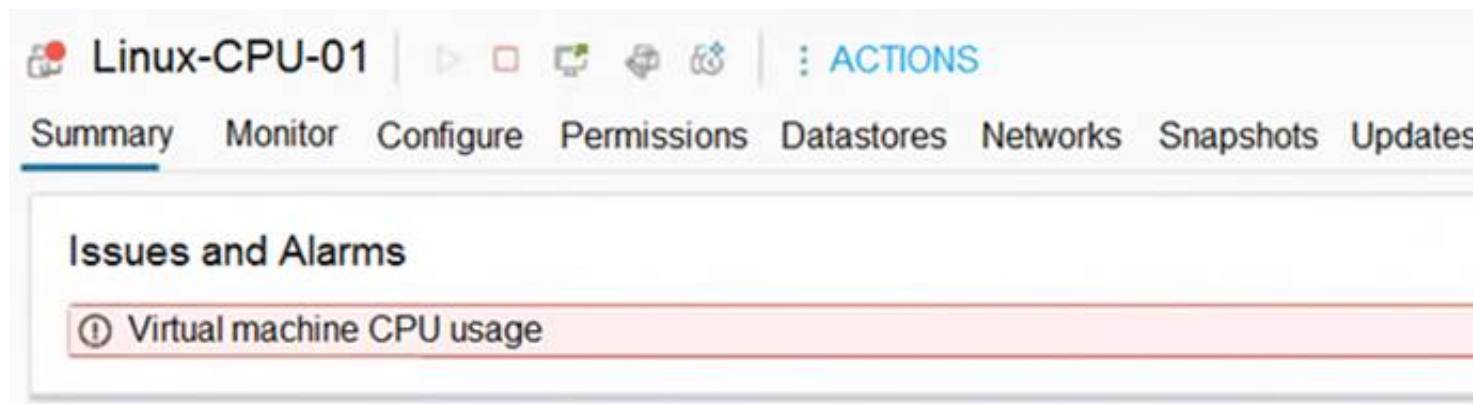 Linux-CPU-01 ACTIONS
Summary Monitor Configure Permissions Datastores Networks Snapshots Updates
Issues and Alarms
Virtual machine CPU usage